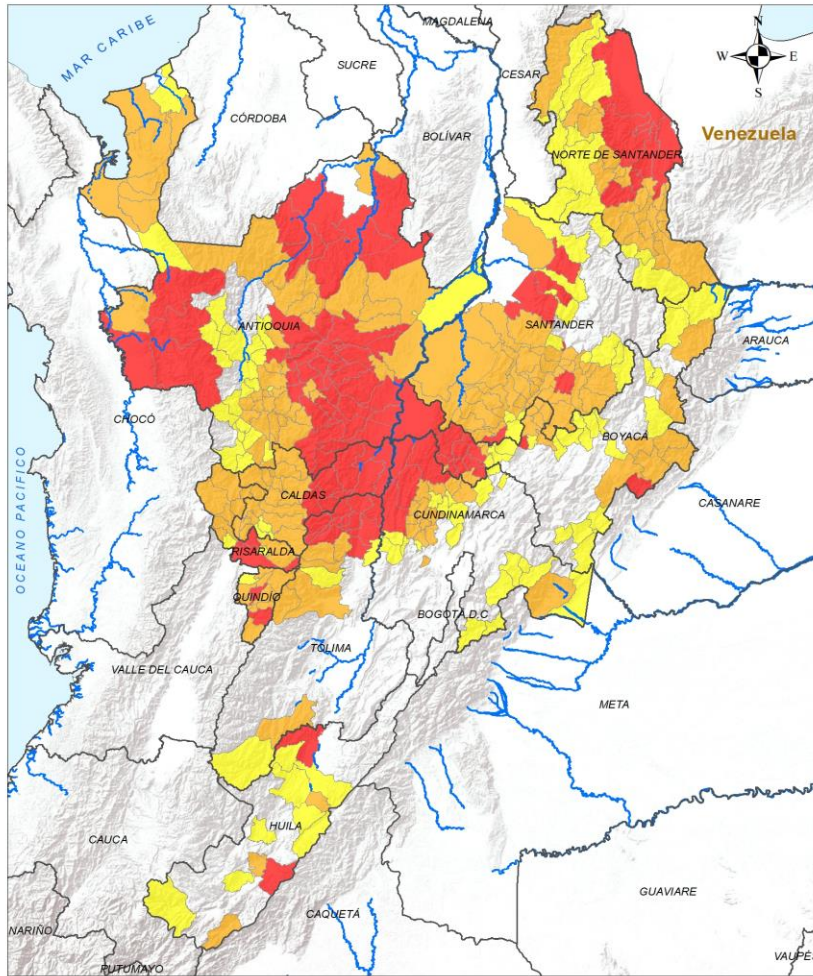 MAGDALENA
N
W E
S
MAR CARIBE
SUCRE
CESAR
CÓRDOBA
BOLÍVAR
Venezuela
NORTE DE SANTANDER
ANTIOQUIA
SANTANDER
ARAUCA
CHOCÓ
BOYACÁ
OCEANO PACIFICO
CALDAS
CUNDINAMARCA
CASANARE
RISARALDA
QUINDÍO
BOGOTÁ D.C
TOLIMA
VALLE DEL CAUCA
META
HUILA
CAUCA
GUAVIARE
CAQUETÁ
NARIÑO
PUTUMAYO
VAUPÉS